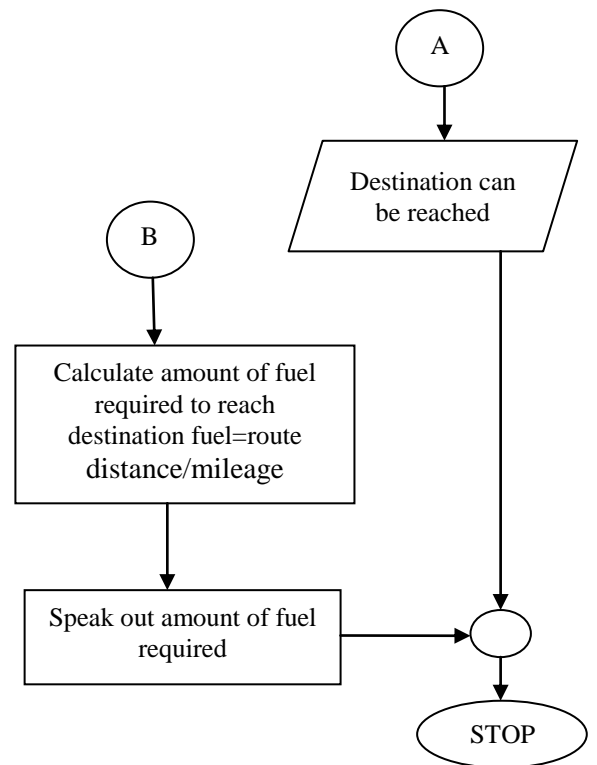 A
Destination can
be reached
B
Calculate amount of fuel
required to reach
destination fuel=route
distance/mileage
Speak out amount of fuel
required
STOP